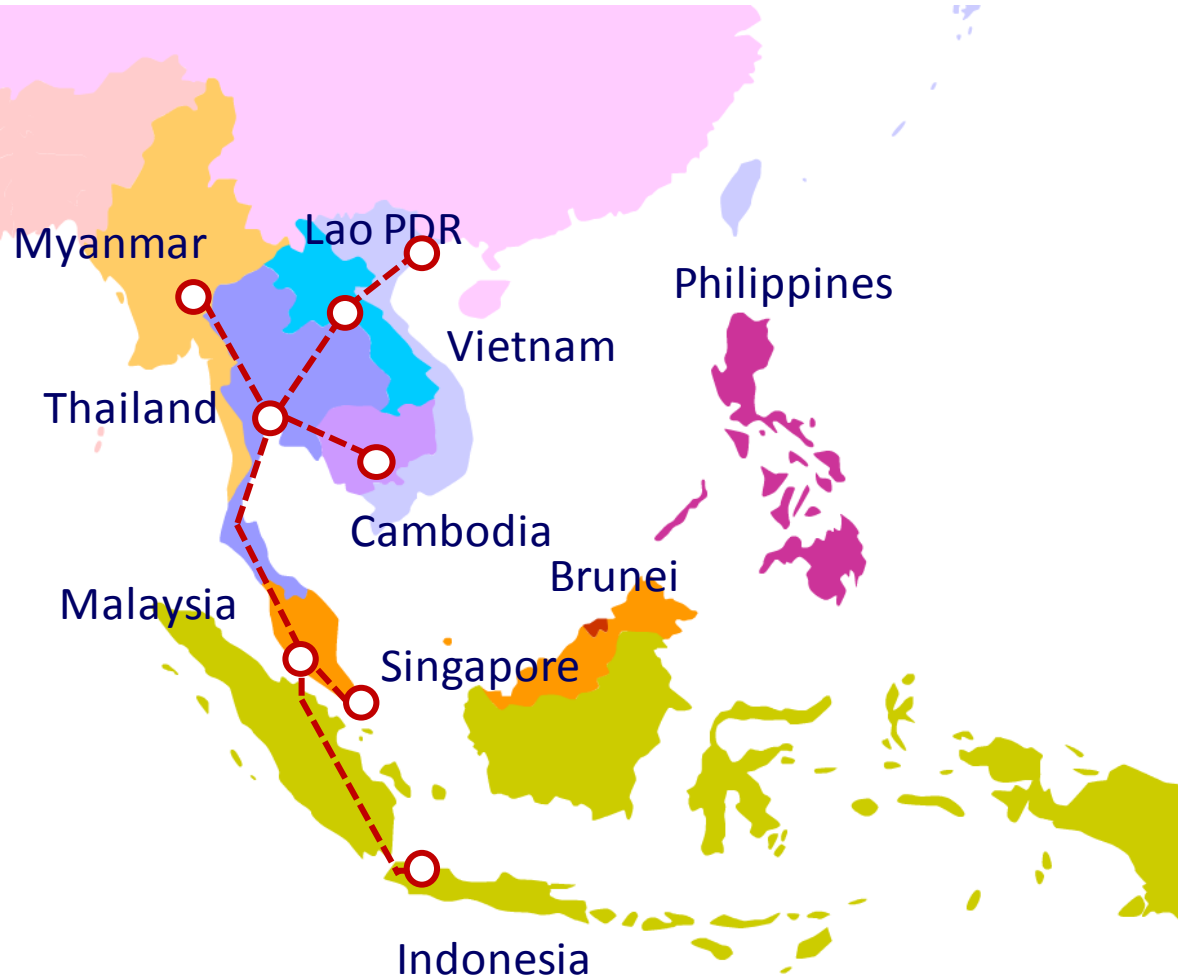 Lao PDR
Myanmar
Philippines
Vietnam
Thailand
Cambodia
Brunei
Malaysia
Singapore
Indonesia